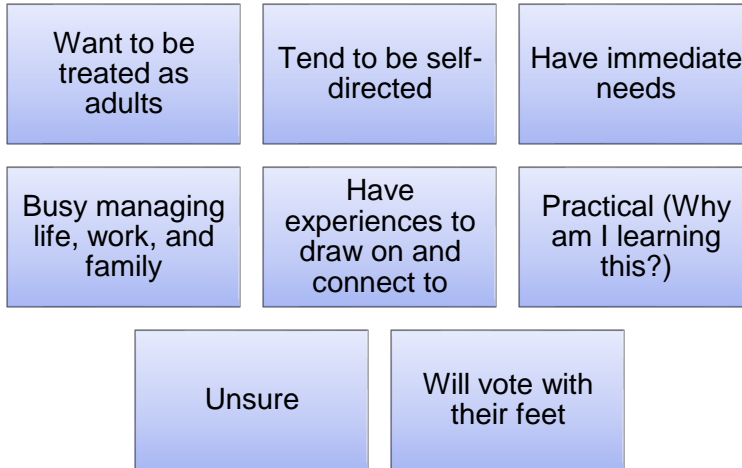 Want to be
treated as
adults
Tend to be self-
directed
Have immediate
needs
Busy managing
life, work, and
family
Have
experiences to
draw on and
connect to
Practical (Why
am I learning
this?)
Unsure
Will vote with
their feet